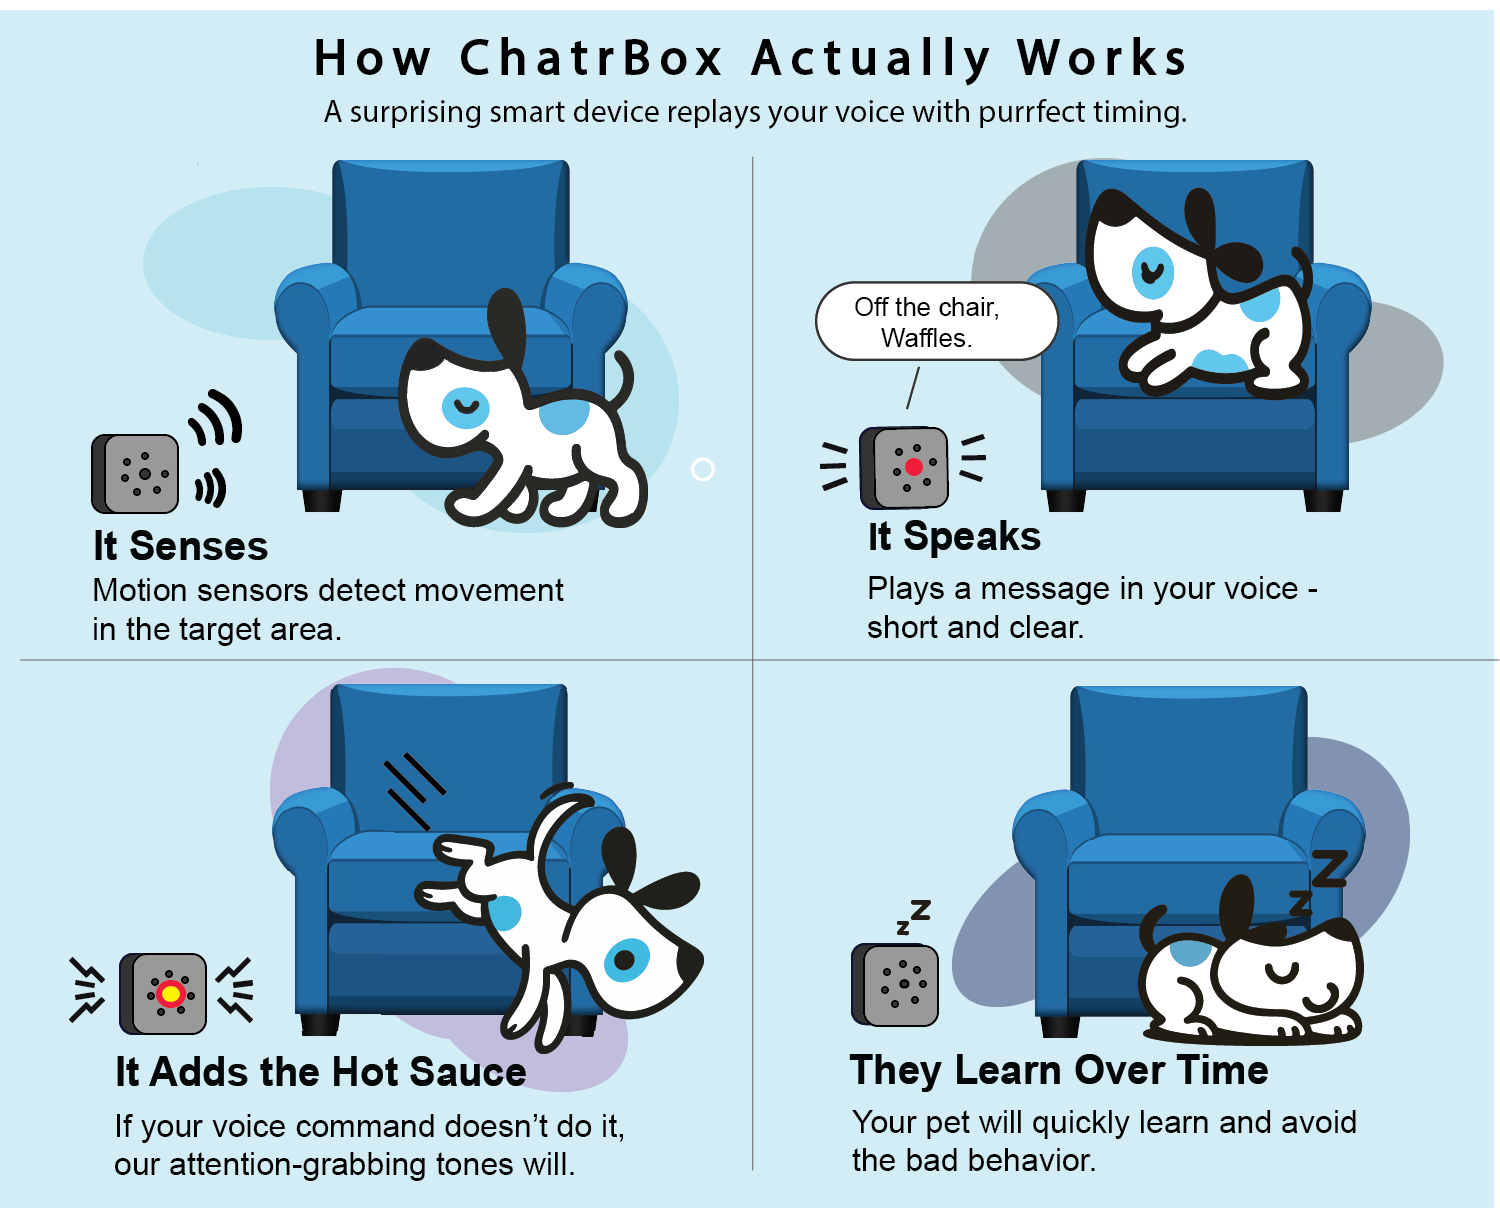 How ChatrBox Actually Works
A surprising smart device replays your voice with purrfect timing.
Off the chair,
Waffles.
It Senses
Motion sensors detect movement
in the target area.
It Speaks
Plays a message in your voice -
short and clear.
It Adds the Hot Sauce
If your voice command doesn’t do it,
our attention-grabbing tones will.
z Z
z Z
They Learn Over Time
Your pet will quickly learn and avoid
the bad behavior.